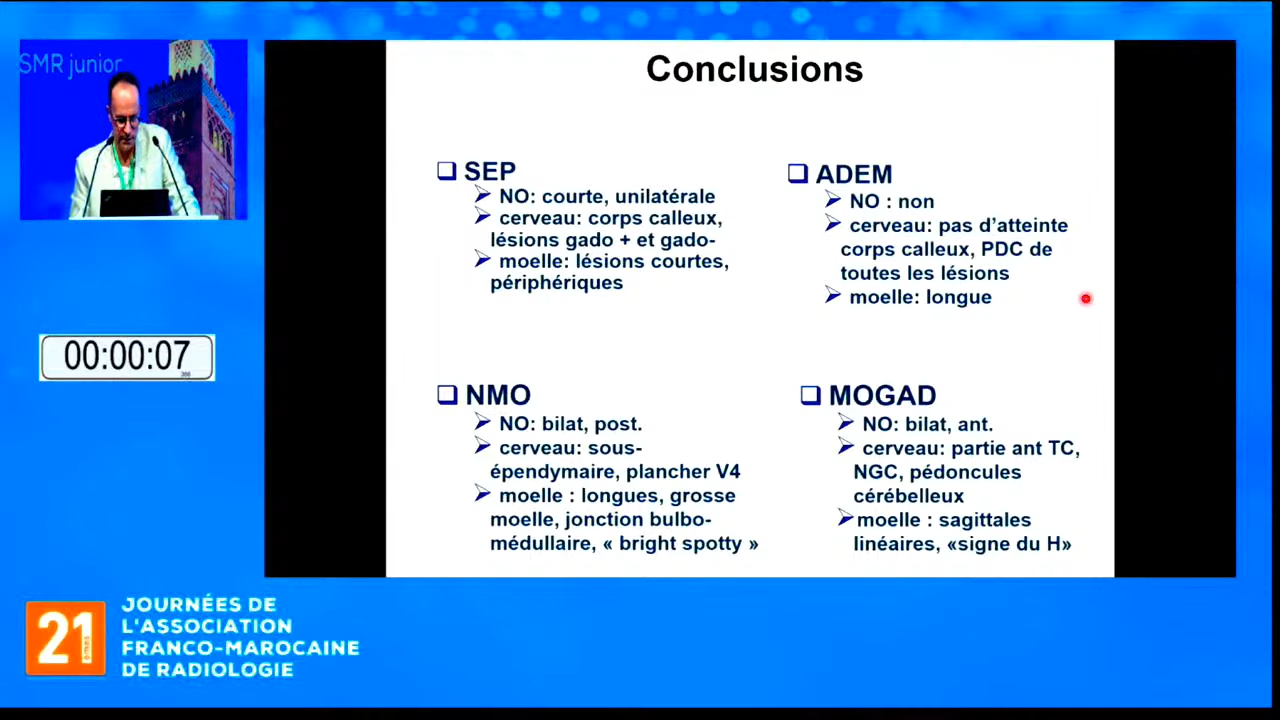 SMR junior
Conclusions
❑ SEP
➢ NO: courte, unilatérale
➢ cerveau: corps calleux,
lésions gado + et gado-
➢ moelle: lésions courtes,
périphériques
❑ ADEM
➢ NO : non
➢ cerveau: pas d'atteinte
corps calleux, PDC de
toutes les lésions
➢ moelle: longue
❑ NMO
➢ NO: bilat, post.
➢ cerveau: sous-
épendymaire, plancher V4
➢ moelle : longues, grosse
moelle, jonction bulbo-
médullaire, « bright spotty »
❑ MOGAD
➢ NO: bilat, ant.
➢ cerveau: partie ant TC,
NGC, pédoncules
cérébelleux
➢moelle : sagittales
linéaires, «signe du H»
00:00:07
21
èmes
JOURNÉES DE
L'ASSOCIATION
FRANCO-MAROCAINE
DE RADIOLOGIE